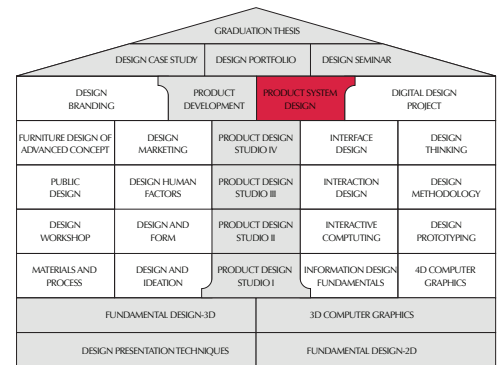 GRADUATION THESIS
DESIGN CASE STUDY DESIGN PORTFOLIO DESIGN SEMINAR
DESIGN
BRANDING
PRODUCT
DEVELOPMENT
PRODUCT SYSTEM
DESIGN
DIGITAL DESIGN
PROJECT
FURNITURE DESIGN OF
ADVANCED CONCEPT
DESIGN
MARKETING
PRODUCT DESIGN
STUDIO IV
INTERFACE
DESIGN
DESIGN
THINKING
PUBLIC
DESIGN
DESIGN HUMAN
FACTORS
PRODUCT DESIGN
STUDIO III
INTERACTION
DESIGN
DESIGN
METHODOLOGY
DESIGN
WORKSHOP
DESIGN AND
FORM
PRODUCT DESIGN
STUDIO II
INTERACTIVE
COMPTUTING
DESIGN
PROTOTYPING
MATERIALS AND
PROCESS
DESIGN AND
IDEATION
PRODUCT DESIGN
STUDIO I
INFORMATION DESIGN
FUNDAMENTALS
4D COMPUTER
GRAPHICS
FUNDAMENTAL DESIGN-3D
3D COMPUTER GRAPHICS
DESIGN PRESENTATION TECHNIQUES
FUNDAMENTAL DESIGN-2D